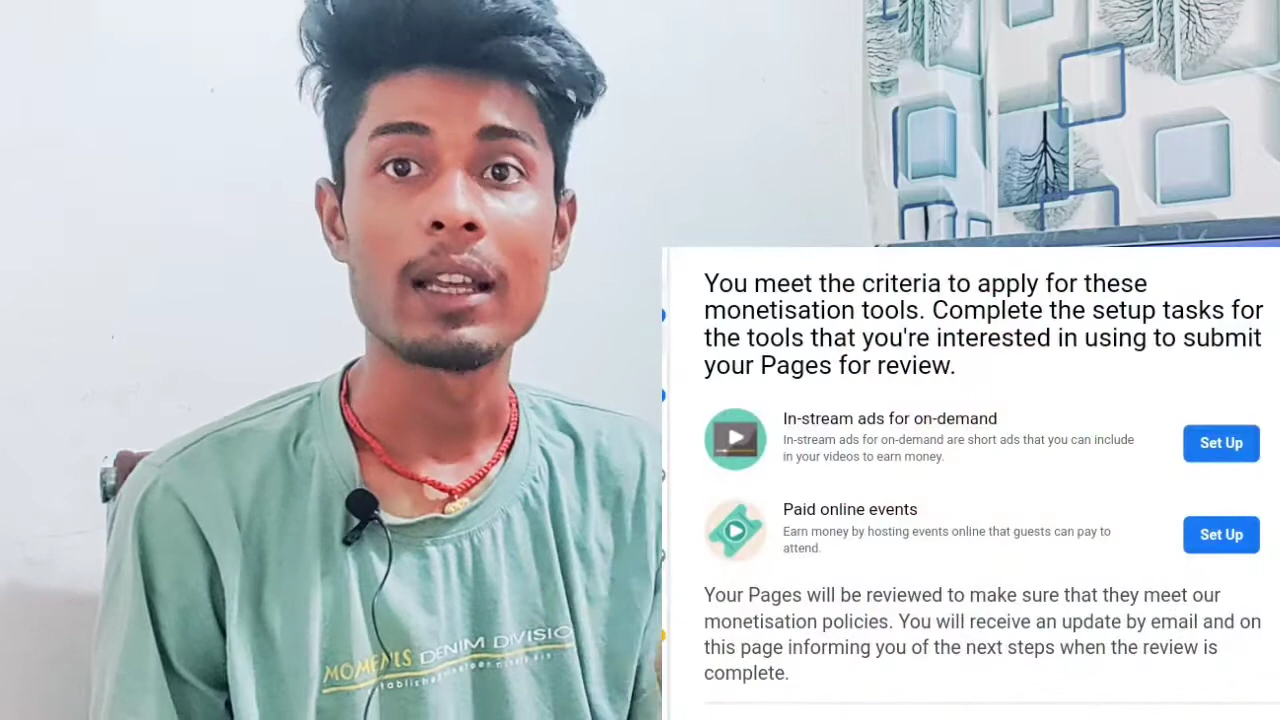 You meet the criteria to apply for these
monetisation tools. Complete the setup tasks for
the tools that you're interested in using to submit
your Pages for review.
In-stream ads for on-demand
In-stream ads for on-demand are short ads that you can include
in your videos to earn money.
Set Up
Paid online events
Earn money by hosting events online that guests can pay to
attend.
Set Up
Your Pages will be reviewed to make sure that they meet our
monetisation policies. You will receive an update by email and on
this page informing you of the next steps when the review is
complete.
DENIM DIVISIO